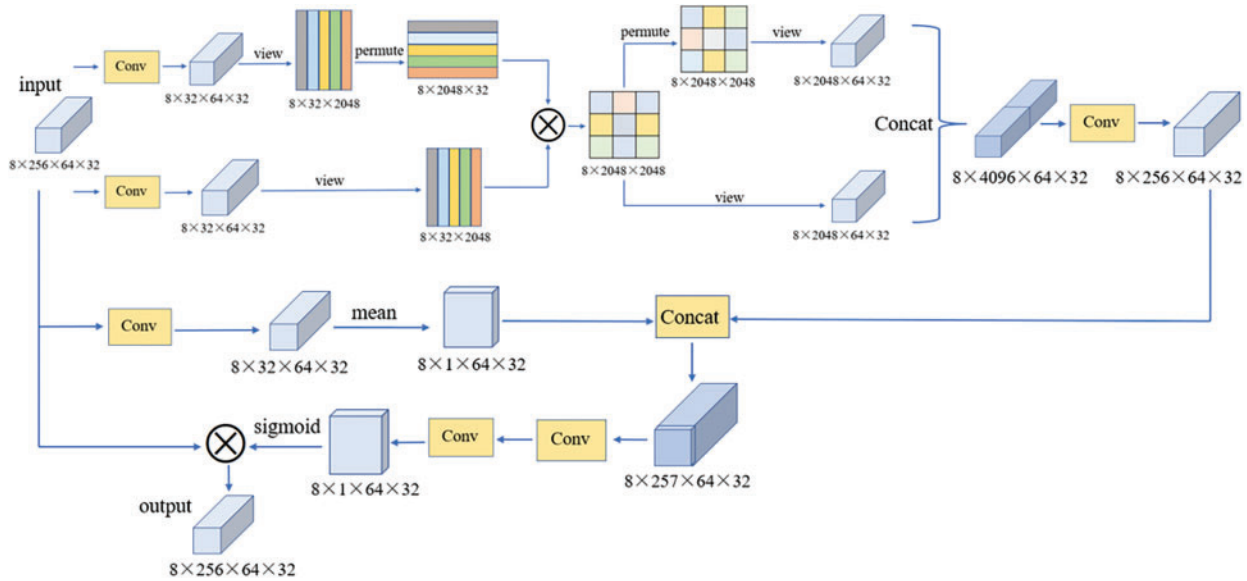 input
8×256×64×32
Conv
8×32×64×32
view
8×32×2048
permute
8×2048×32
8×2048×2048
permute
8×2048×2048
view
8×2048×64×32
Conv
8×32×64×32
view
8×32×2048
view
8×2048×64×32
Concat
8×4096×64×32
Conv
8×256×64×32
Conv
8×32×64×32
mean
8×1×64×32
Concat
8×257×64×32
Conv
Conv
8×1×64×32
sigmoid
output
8×256×64×32